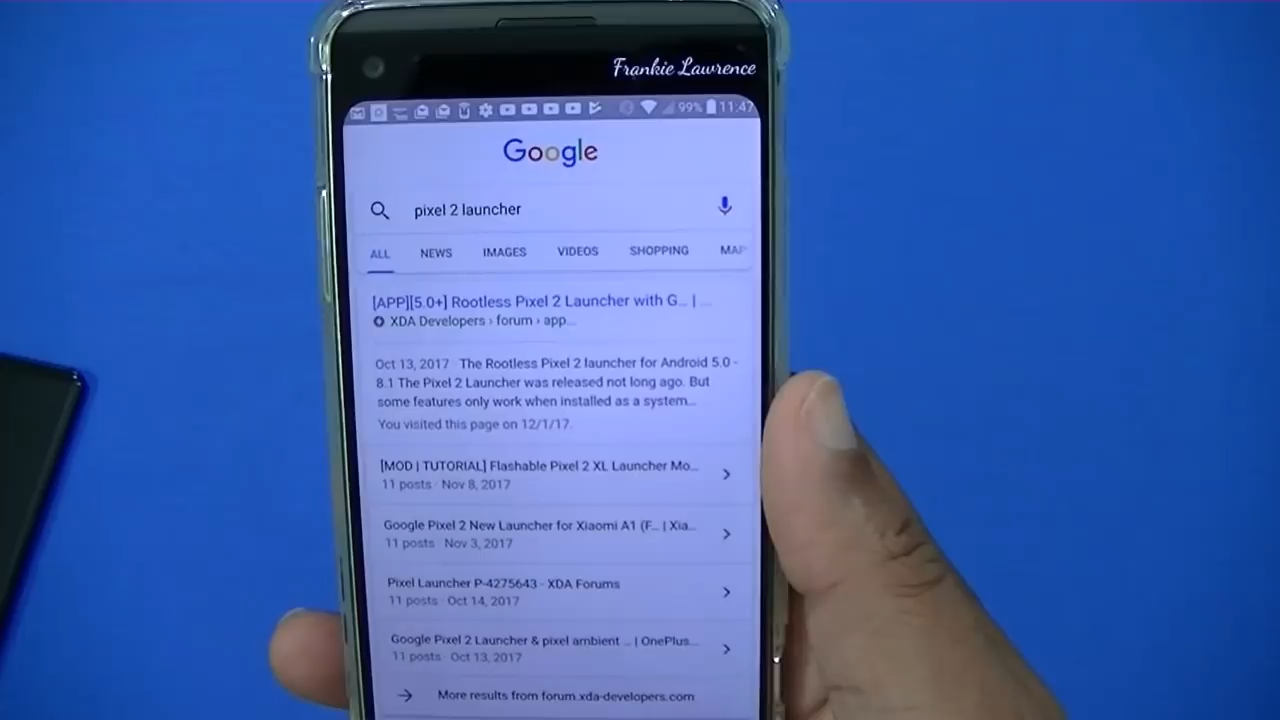 Frankie Lawrence
99% 11:47
Google
pixel 2 launcher
ALL NEWS IMAGES VIDEOS SHOPPING MAP
[APP][5.0+] Rootless Pixel 2 Launcher with G... | ...
XDA Developers › forum › app...
Oct 13, 2017 · The Rootless Pixel 2 launcher for Android 5.0 -
8.1 The Pixel 2 Launcher was released not long ago. But
some features only work when installed as a system...
You visited this page on 12/1/17.
[MOD | TUTORIAL] Flashable Pixel 2 XL Launcher Mo...
11 posts · Nov 8, 2017
Google Pixel 2 New Launcher for Xiaomi A1 (F... | Xia...
11 posts · Nov 3, 2017
Pixel Launcher P-4275643 - XDA Forums
11 posts · Oct 14, 2017
Google Pixel 2 Launcher & pixel ambient ... | OnePlus...
11 posts · Oct 13, 2017
More results from forum.xda-developers.com